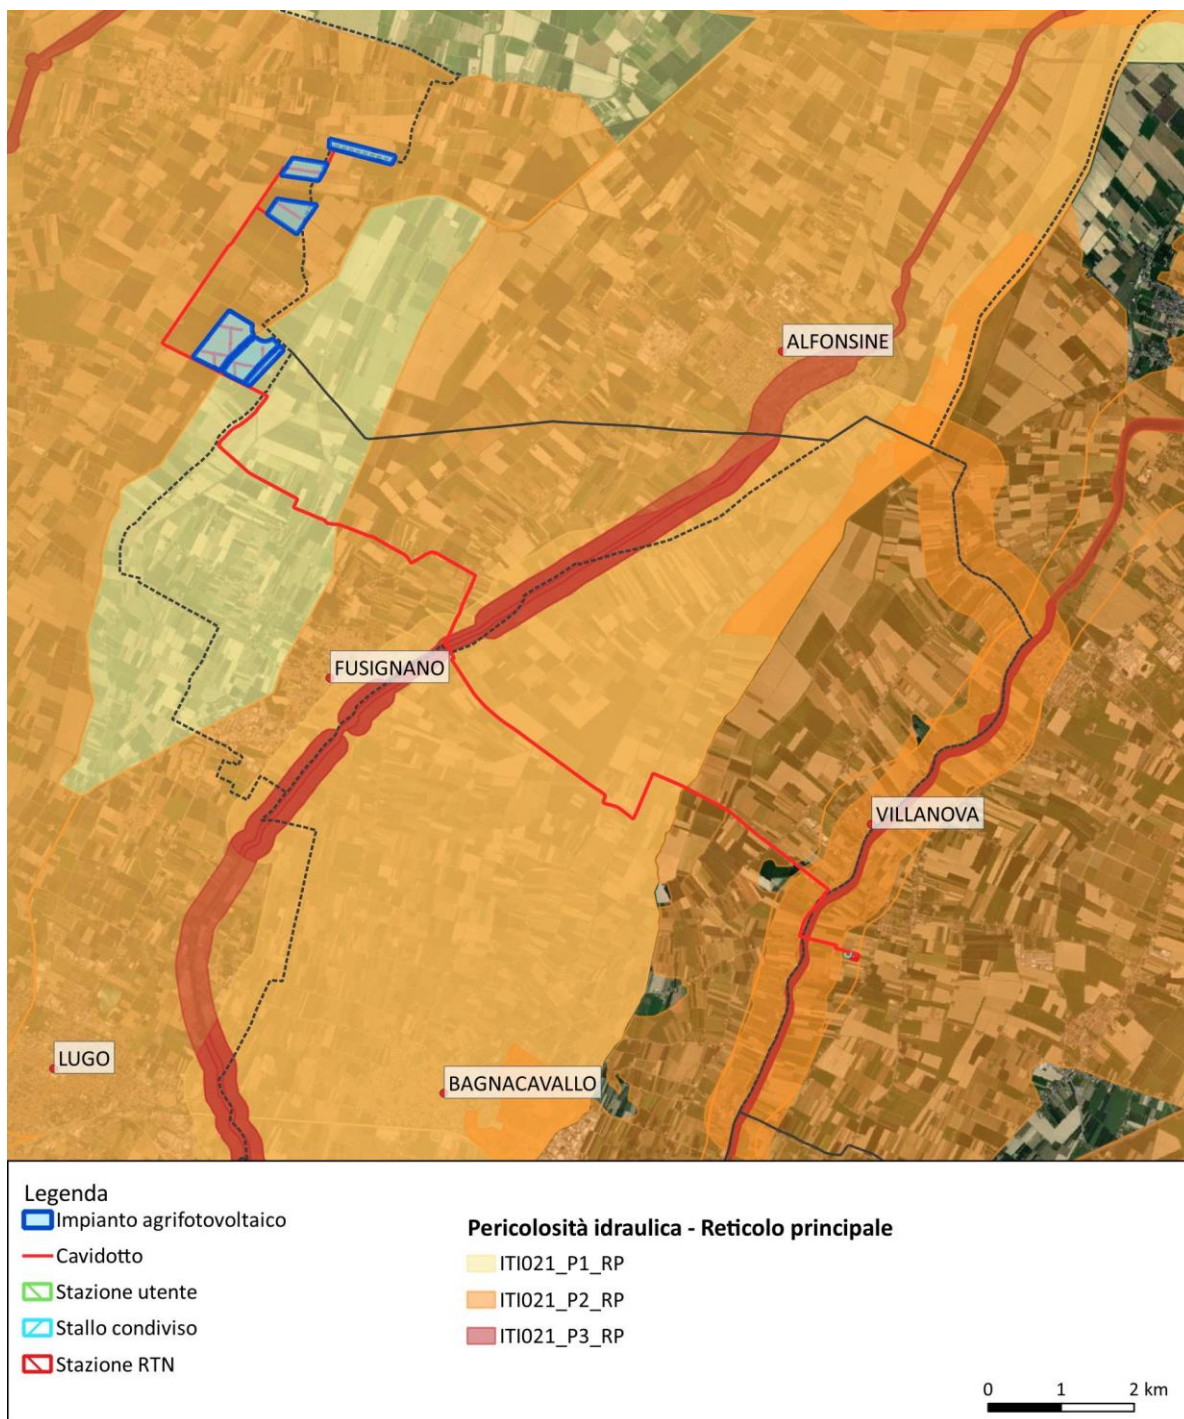 ALFONSINE
FUSIGNANO
VILLANOVA
LUGO
BAGNACAVALLO
Legenda
Impianto agrifotovoltaico
Cavidotto
Stazione utente
Stallo condiviso
Stazione RTN
Pericolosità idraulica - Reticolo principale
ITI021_P1_RP
ITI021_P2_RP
ITI021_P3_RP
0 1 2 km